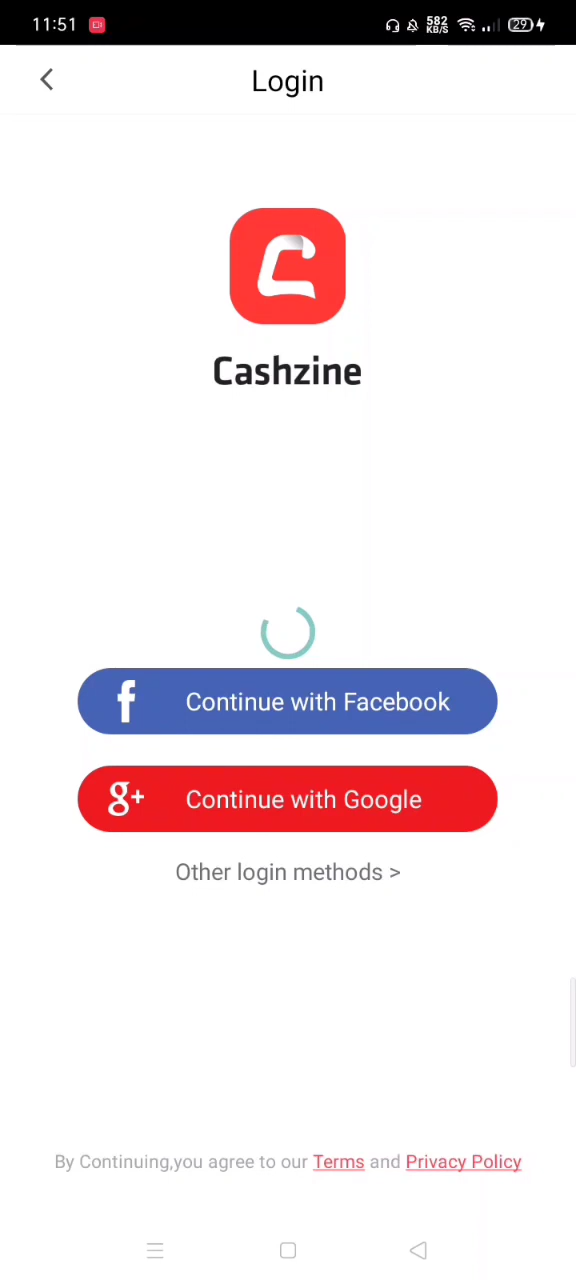 11:51
582 KB/S
29
Login
Cashzine
Continue with Facebook
g+ Continue with Google
Other login methods >
By Continuing,you agree to our Terms and Privacy Policy